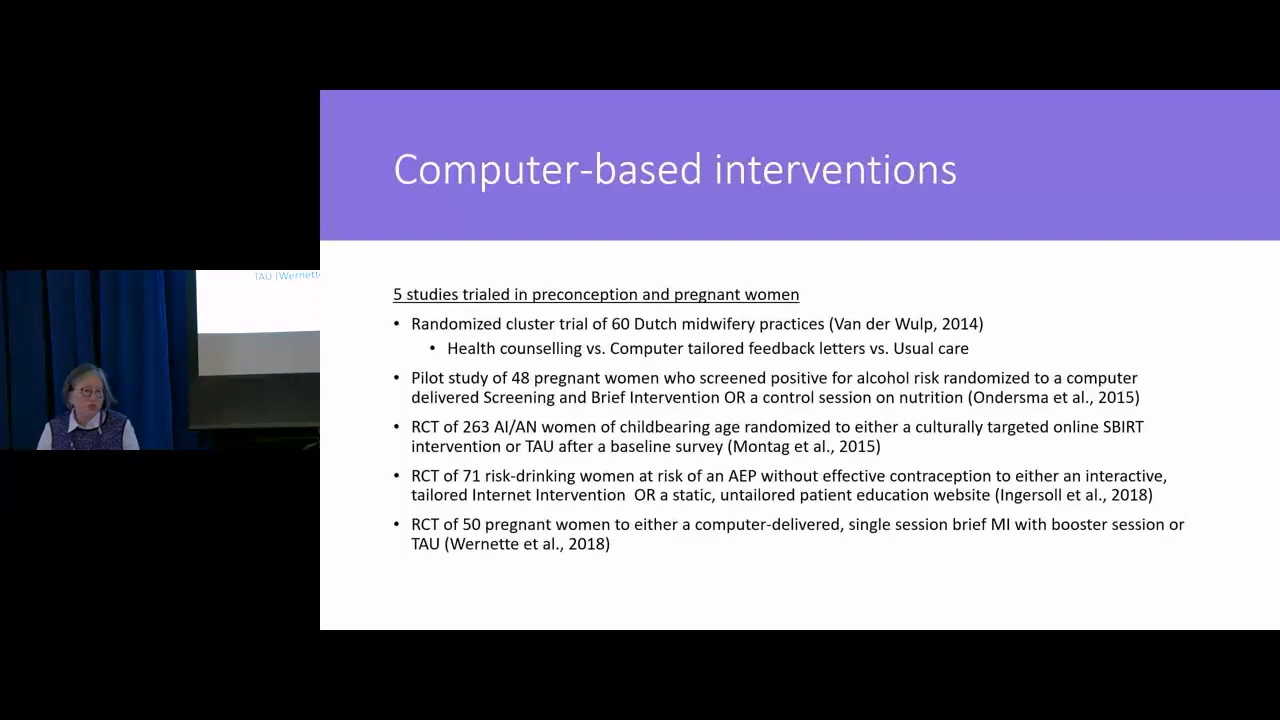 Computer-based interventions
TAU (Wernette
5 studies trialed in preconception and pregnant women
• Randomized cluster trial of 60 Dutch midwifery practices (Van der Wulp, 2014)
• Health counselling vs. Computer tailored feedback letters vs. Usual care
• Pilot study of 48 pregnant women who screened positive for alcohol risk randomized to a computer
delivered Screening and Brief Intervention OR a control session on nutrition (Ondersma et al., 2015)
• RCT of 263 AI/AN women of childbearing age randomized to either a culturally targeted online SBIRT
intervention or TAU after a baseline survey (Montag et al., 2015)
• RCT of 71 risk-drinking women at risk of an AEP without effective contraception to either an interactive,
tailored Internet Intervention OR a static, untailored patient education website (Ingersoll et al., 2018)
• RCT of 50 pregnant women to either a computer-delivered, single session brief MI with booster session or
TAU (Wernette et al., 2018)